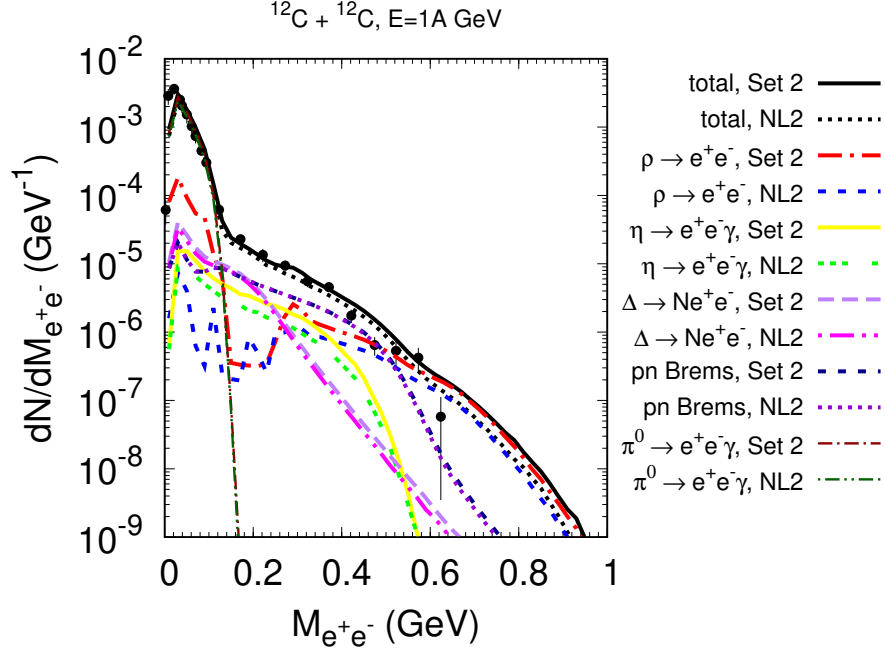 ¹²C + ¹²C, E=1A GeV
10⁻²
10⁻³
10⁻⁴
10⁻⁵
10⁻⁶
10⁻⁷
10⁻⁸
10⁻⁹
dN/dM_{e⁺e⁻} (GeV⁻¹)
0 0.2 0.4 0.6 0.8 1
M_{e⁺e⁻} (GeV)
total, Set 2
total, NL2
ρ → e⁺e⁻, Set 2
ρ → e⁺e⁻, NL2
η → e⁺e⁻γ, Set 2
η → e⁺e⁻γ, NL2
Δ → Ne⁺e⁻, Set 2
Δ → Ne⁺e⁻, NL2
pn Brems, Set 2
pn Brems, NL2
π⁰ → e⁺e⁻γ, Set 2
π⁰ → e⁺e⁻γ, NL2